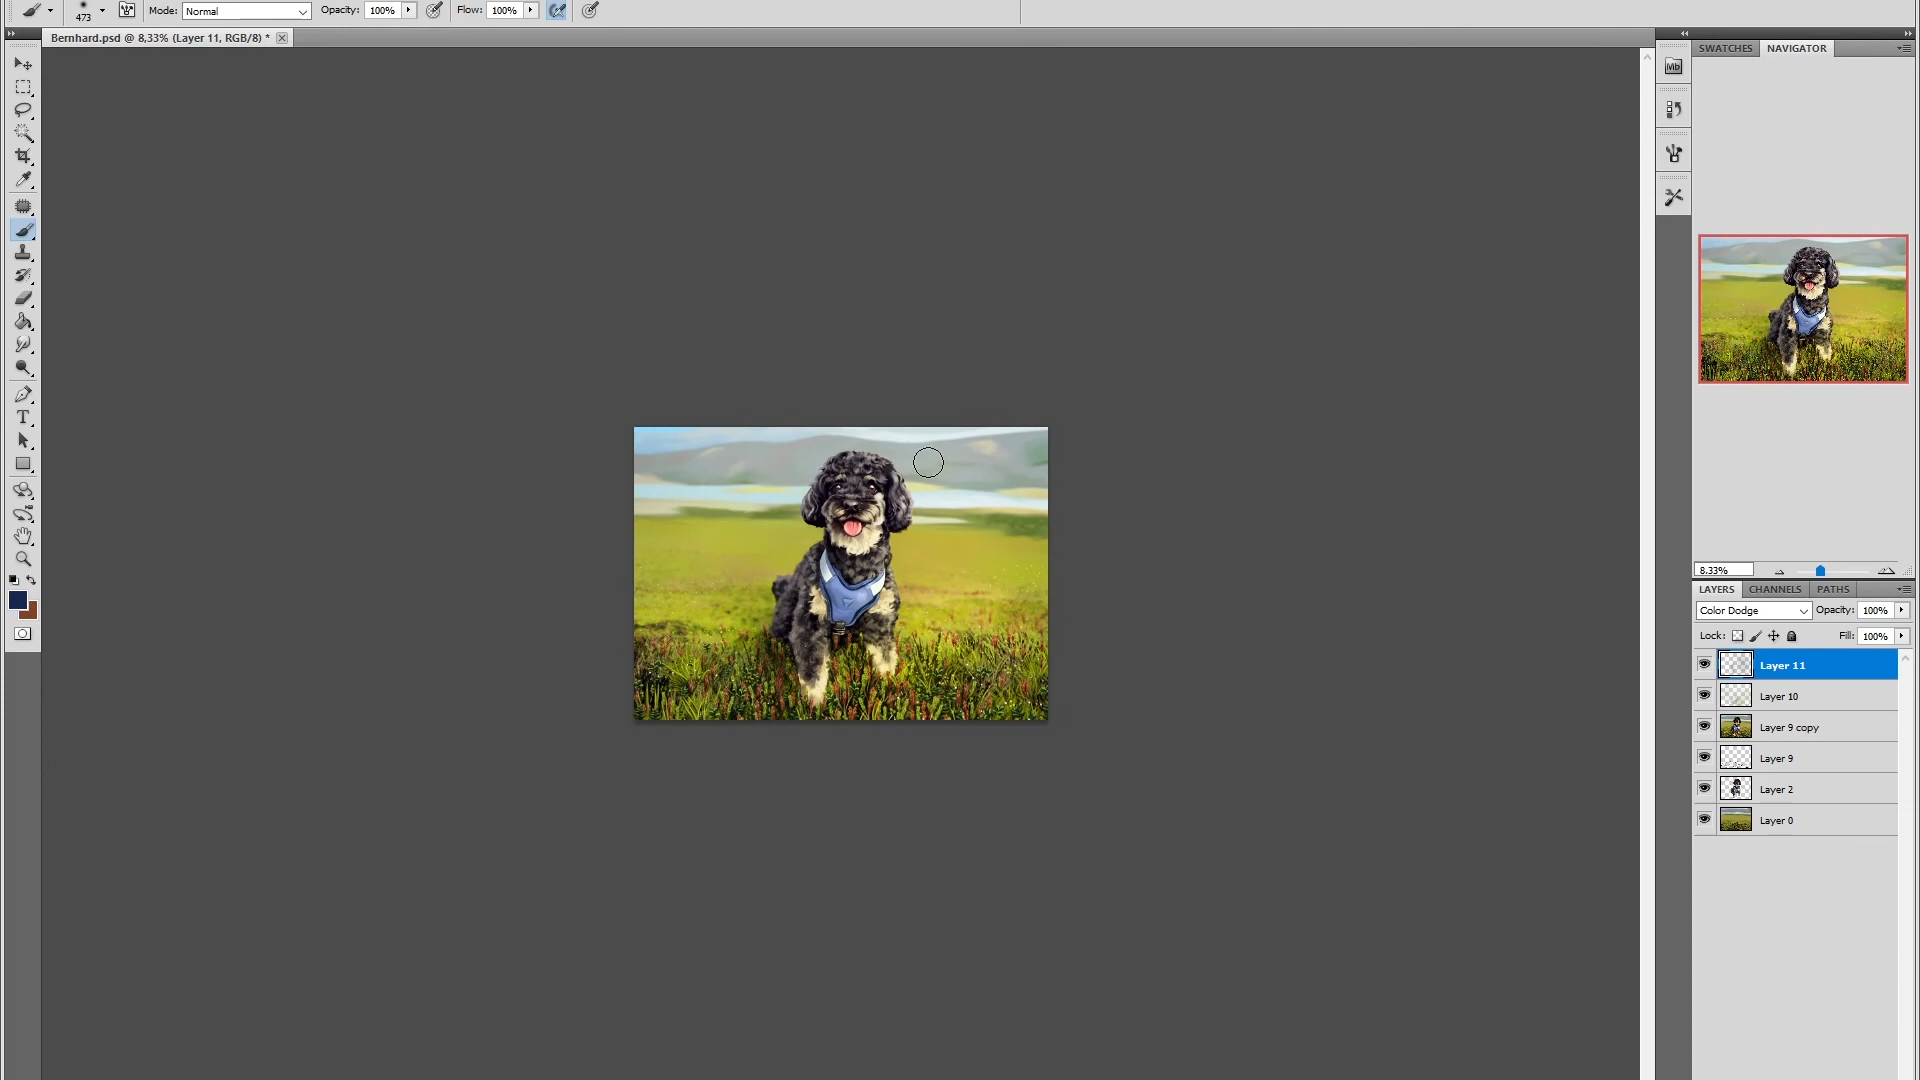 473
Mode: Normal Opacity: 100% Flow: 100%
Bernhard.psd @ 8,33% (Layer 11, RGB/8) *
SWATCHES NAVIGATOR
Mb
T
8.33%
LAYERS CHANNELS PATHS
Color Dodge Opacity: 100%
Lock: Fill: 100%
Layer 11
Layer 10
Layer 9 copy
Layer 9
Layer 2
Layer 0